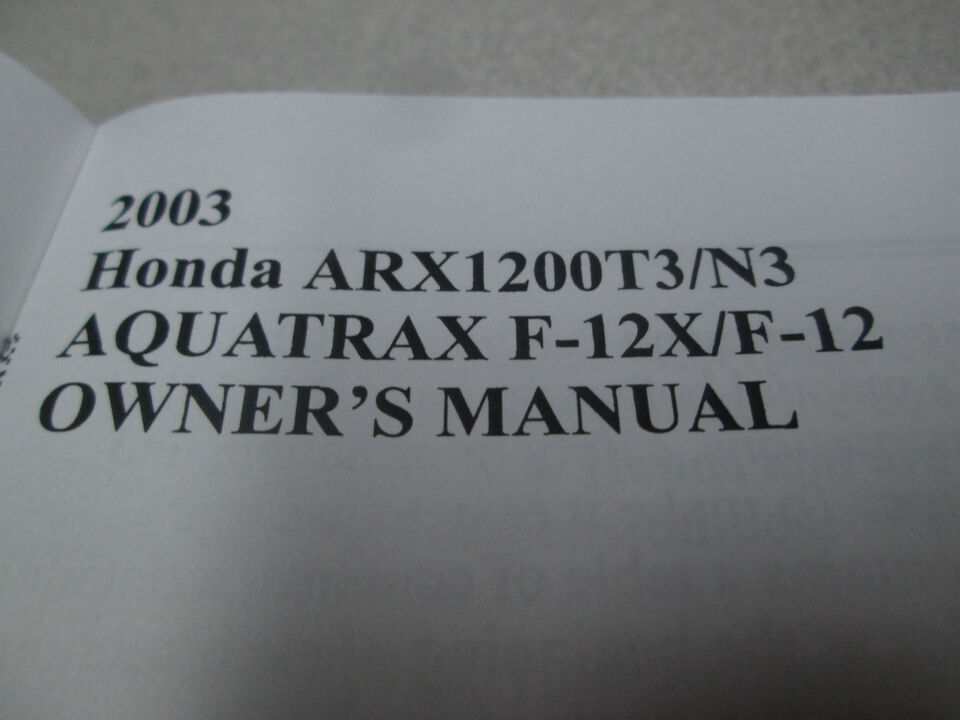 2003
Honda ARX1200T3/N3
AQUATRAX F-12X/F-12
OWNER'S MANUAL